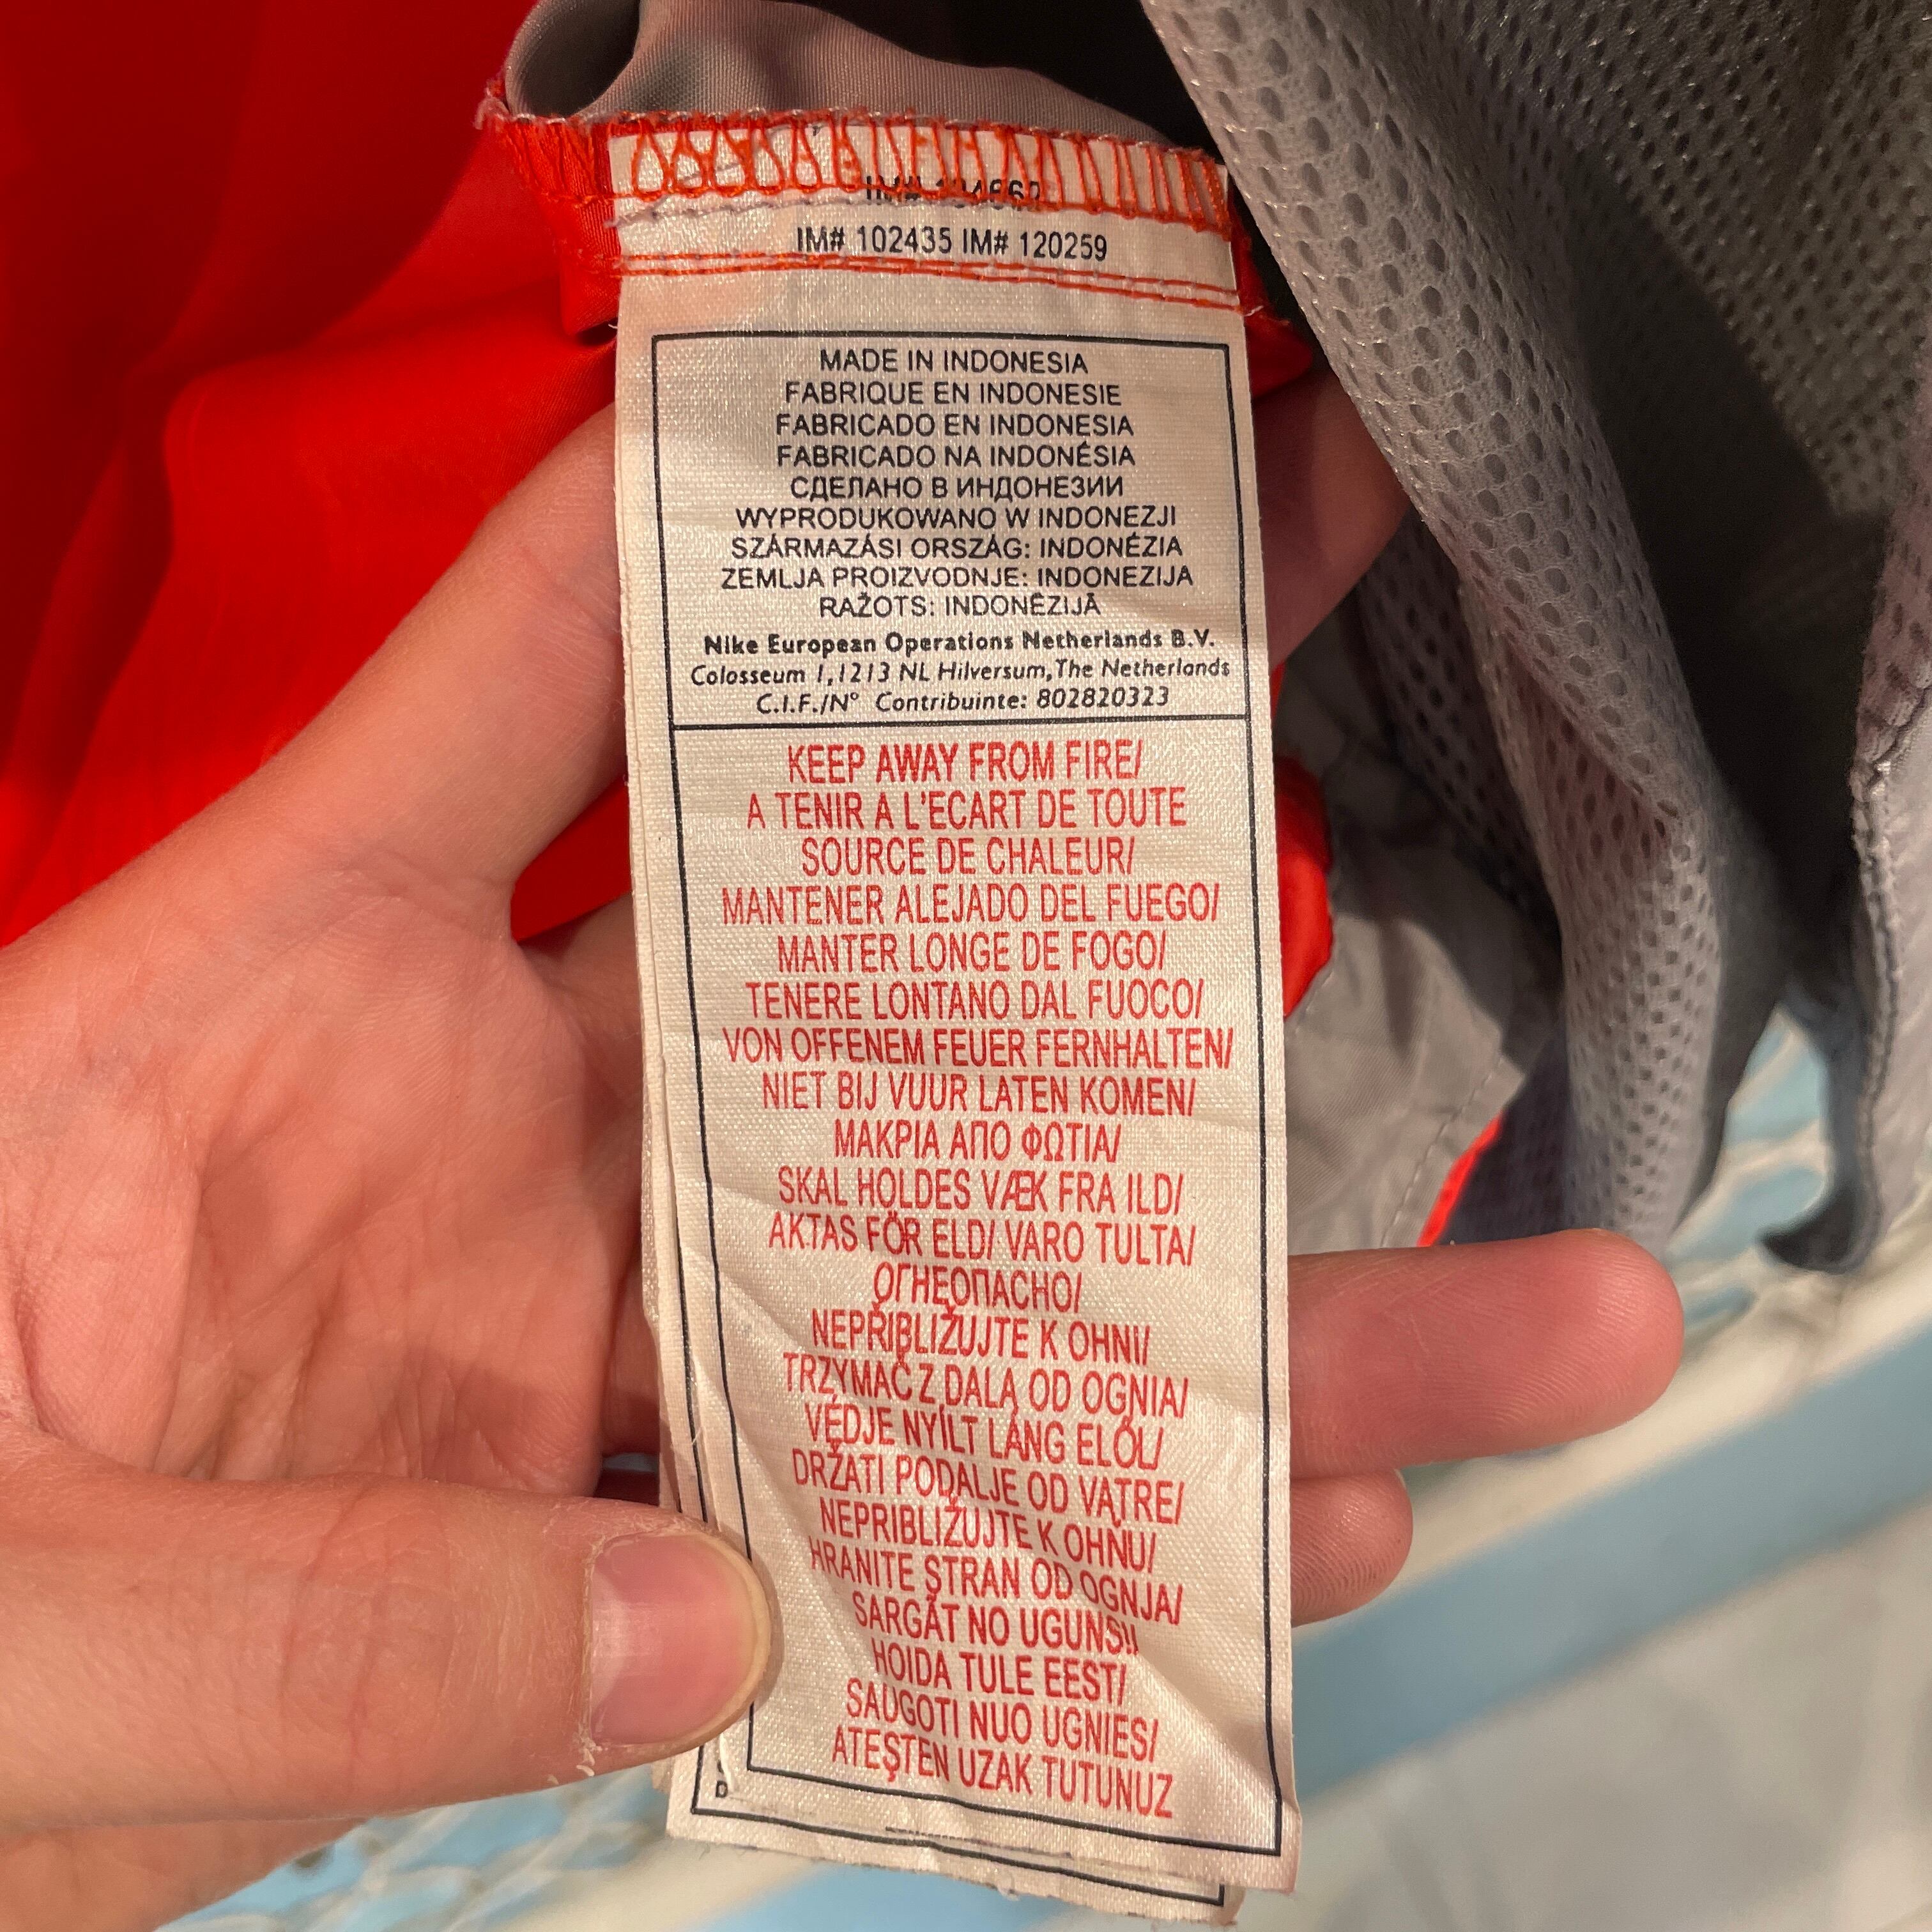 IM# 102435 IM# 120259
MADE IN INDONESIA
FABRIQUE EN INDONESIE
FABRICADO EN INDONESIA
FABRICADO NA INDONÉSIA
СДЕЛАНО В ИНДОНЕЗИИ
WYPRODUKOWANO W INDONEZJI
SZÁRMAZÁSI ORSZÁG: INDONÉZIA
ZEMLJA PROIZVODNJE: INDONEZIJA
RAŽOTS: INDONĒZIJĀ
Nike European Operations Netherlands B.V.
Colosseum 1, 1213 NL Hilversum, The Netherlands
C.I.F./N° Contribuinte: 802820323
KEEP AWAY FROM FIRE/
A TENIR A L'ECART DE TOUTE
SOURCE DE CHALEUR/
MANTENER ALEJADO DEL FUEGO/
MANTER LONGE DE FOGO/
TENERE LONTANO DAL FUOCO/
VON OFFENEM FEUER FERNHALTEN/
NIET BIJ VUUR LATEN KOMEN/
ΜΑΚΡΙΑ ΑΠΟ ΦΩΤΙΑ/
SKAL HOLDES VÆK FRA ILD/
AKTAS FÖR ELD/ VARO TULTA/
ОГНЕОПАСНО/
NEPŘIBLIŽUJTE K OHNI/
TRZYMAĆ Z DALA OD OGNIA/
VÉDJE NYÍLT LÁNG ELŐL/
DRŽATI PODALJE OD VATRE/
NEPRIBLIŽUJTE K OHŇU/
HRANITE STRAN OD OGNJA/
SARGĀT NO UGUNS!!
HOIDA TULE EEST/
SAUGOTI NUO UGNIES/
ATEŞTEN UZAK TUTUNUZ
D